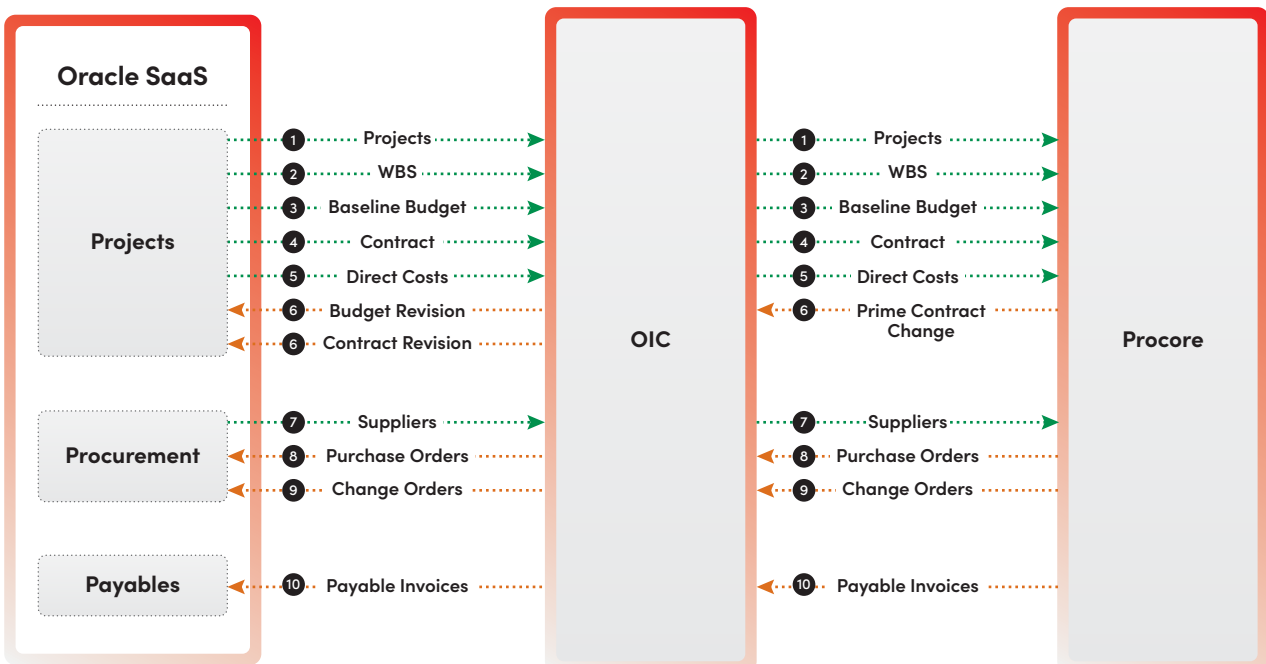 Oracle SaaS
Projects
1 Projects
2 WBS
3 Baseline Budget
4 Contract
5 Direct Costs
6 Budget Revision
6 Contract Revision
Procurement
7 Suppliers
8 Purchase Orders
9 Change Orders
Payables
10 Payable Invoices
OIC
1 Projects
2 WBS
3 Baseline Budget
4 Contract
5 Direct Costs
6 Prime Contract
Change
7 Suppliers
8 Purchase Orders
9 Change Orders
10 Payable Invoices
Procore